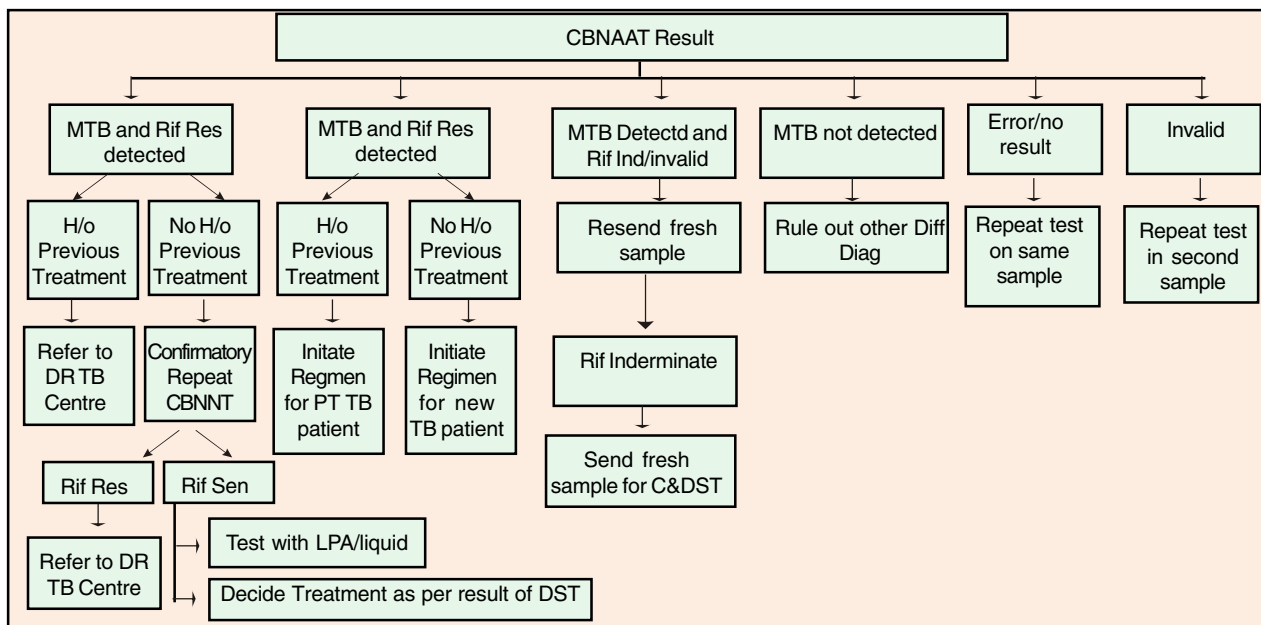 CBNAAT Result
MTB and Rif Res
detected
MTB and Rif Res
detected
MTB Detectd and
Rif Ind/invalid
MTB not detected
Error/no
result
Invalid
H/o
Previous
Treatment
No H/o
Previous
Treatment
H/o
Previous
Treatment
No H/o
Previous
Treatment
Resend fresh
sample
Rule out other Diff
Diag
Repeat test
on same
sample
Repeat test
in second
sample
Refer to
DR TB
Centre
Confirmatory
Repeat
CBNNT
Initate
Regmen
for PT TB
patient
Initiate
Regimen
for new
TB patient
Rif Inderminate
Send fresh
sample for C&DST
Rif Res
Rif Sen
Test with LPA/liquid
Refer to DR
TB Centre
Decide Treatment as per result of DST